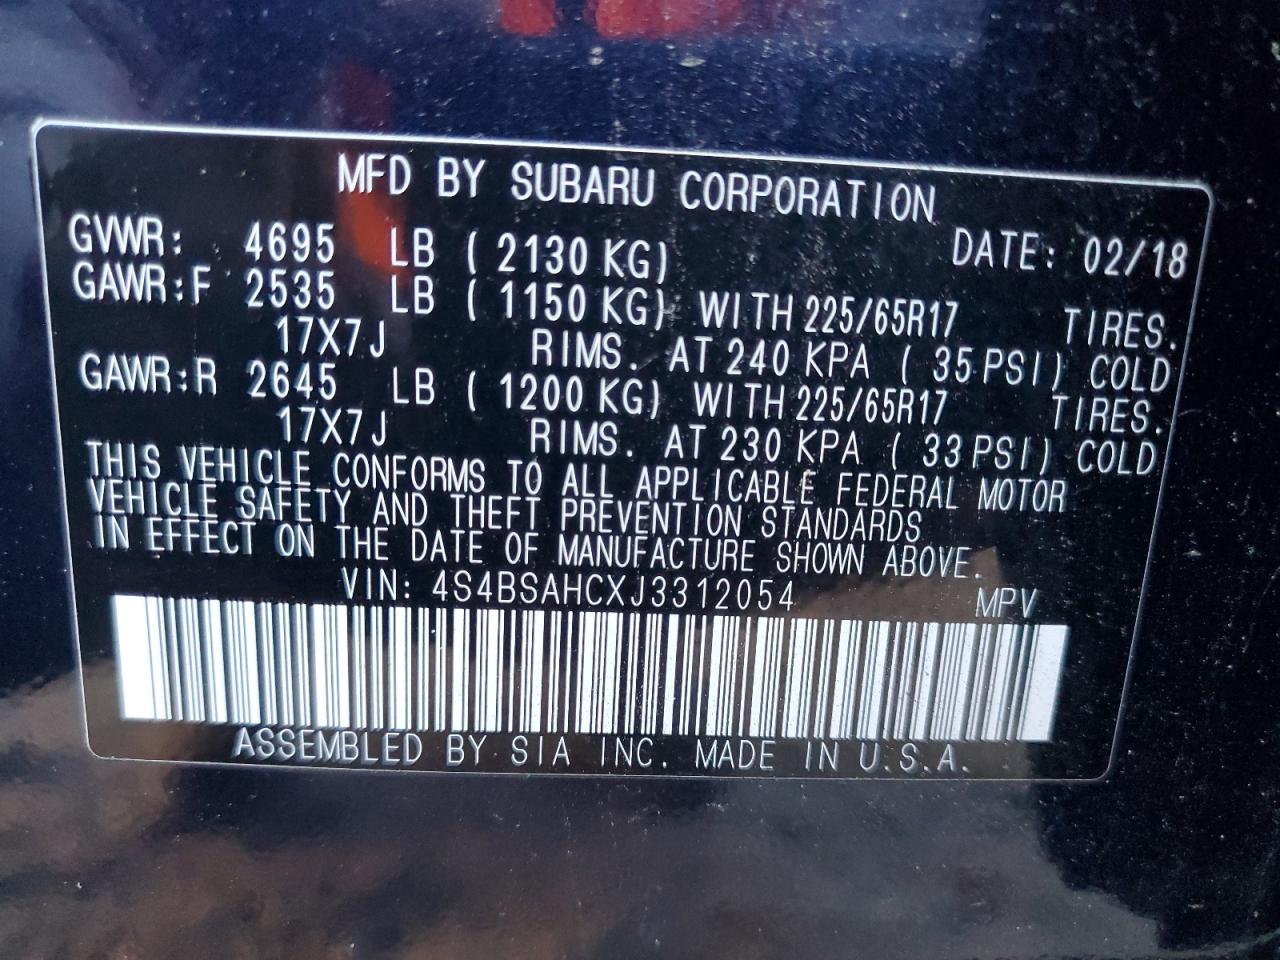 MFD BY SUBARU CORPORATION
GVWR: 4695 LB ( 2130 KG) DATE: 02/18
GAWR:F 2535 LB ( 1150 KG) WITH 225/65R17 TIRES.
17X7J RIMS. AT 240 KPA ( 35 PSI) COLD
GAWR:R 2645 LB ( 1200 KG) WITH 225/65R17 TIRES.
17X7J RIMS. AT 230 KPA ( 33 PSI) COLD
THIS VEHICLE CONFORMS TO ALL APPLICABLE FEDERAL MOTOR
VEHICLE SAFETY AND THEFT PREVENTION STANDARDS
IN EFFECT ON THE DATE OF MANUFACTURE SHOWN ABOVE.
VIN: 4S4BSAHCXJ3312054 MPV
ASSEMBLED BY SIA INC. MADE IN U.S.A.